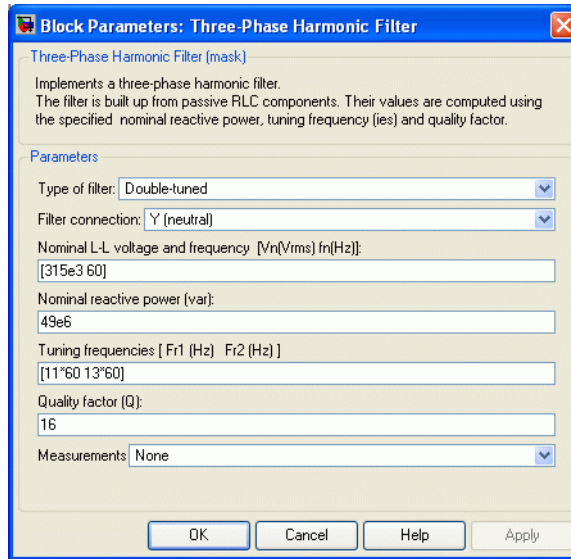 Block Parameters: Three-Phase Harmonic Filter
Three-Phase Harmonic Filter (mask)
Implements a three-phase harmonic filter.
The filter is built up from passive RLC components. Their values are computed using
the specified nominal reactive power, tuning frequency (ies) and quality factor.
Parameters
Type of filter: Double-tuned
Filter connection: Y (neutral)
Nominal L-L voltage and frequency [Vn(Vrms) fn(Hz)]:
[315e3 60]
Nominal reactive power (var):
49e6
Tuning frequencies [ Fr1 (Hz) Fr2 (Hz) ]
[11*60 13*60]
Quality factor (Q):
16
Measurements None
OK Cancel Help Apply